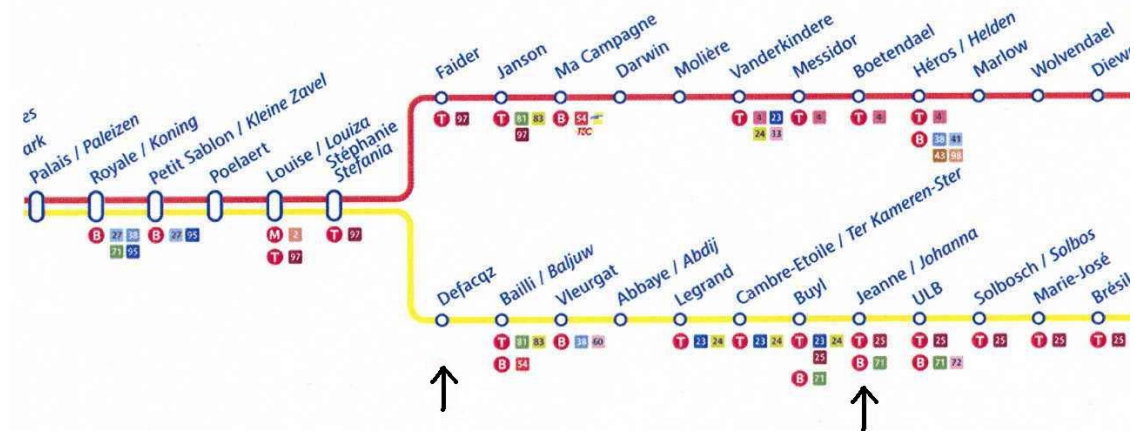 es
ark
Palais / Paleizen
Royale / Koning
Petit Sablon / Kleine Zavel
Poelaert
Louise / Louiza
Stéphanie
Stefania
B 27 38
71 95
B 27 95
M 2
T 97
T 97
Faider
Janson
Ma Campagne
Darwin
Molière
Vanderkindere
Messidor
Boetendael
Héros / Helden
Marlow
Wolvendael
Diew
T 97
T 81 83
97
B 54
TEC
T 4 23
24 33
T 4
T 4
T 4
B 38 41
43 98
Defacqz
Bailli / Baljuw
Vleurgat
Abbaye / Abdij
Legrand
Cambre-Etoile / Ter Kameren-Ster
Buyl
Jeanne / Johanna
ULB
Solbosch / Solbos
Marie-José
Brésil
T 81 83
B 54
B 38 60
T 23 24
T 23 24
T 23 24
25
B 71
T 25
B 71
T 25
B 71 72
T 25
T 25
T 25